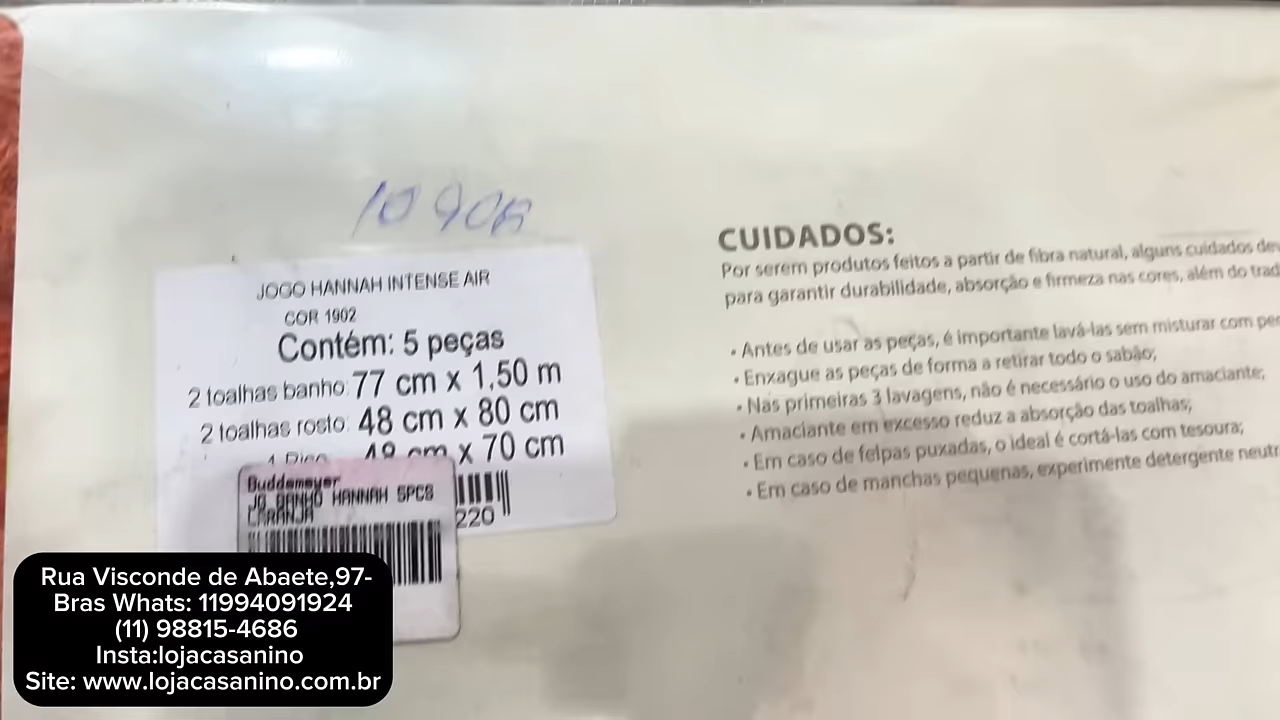 JOGO HANNAH INTENSE AIR
COR 1902
Contém: 5 peças
2 toalhas banho: 77 cm x 1,50 m
2 toalhas rosto: 48 cm x 80 cm
48 cm x 70 cm
220
Buddemeyer
JG BANHO HANNAH 5PCS
LARANJA
CUIDADOS:
Por serem produtos feitos a partir de fibra natural, alguns cuidados
para garantir durabilidade, absorção e firmeza nas cores, além do
• Antes de usar as peças, é importante lavá-las sem misturar com
• Enxague as peças de forma a retirar todo o sabão;
• Nas primeiras 3 lavagens, não é necessário o uso do amaciante;
• Amaciante em excesso reduz a absorção das toalhas;
• Em caso de felpas puxadas, o ideal é cortá-las com tesoura;
• Em caso de manchas pequenas, experimente detergente
Rua Visconde de Abaete,97-
Bras Whats: 11994091924
(11) 98815-4686
Insta:lojacasanino
Site: www.lojacasanino.com.br